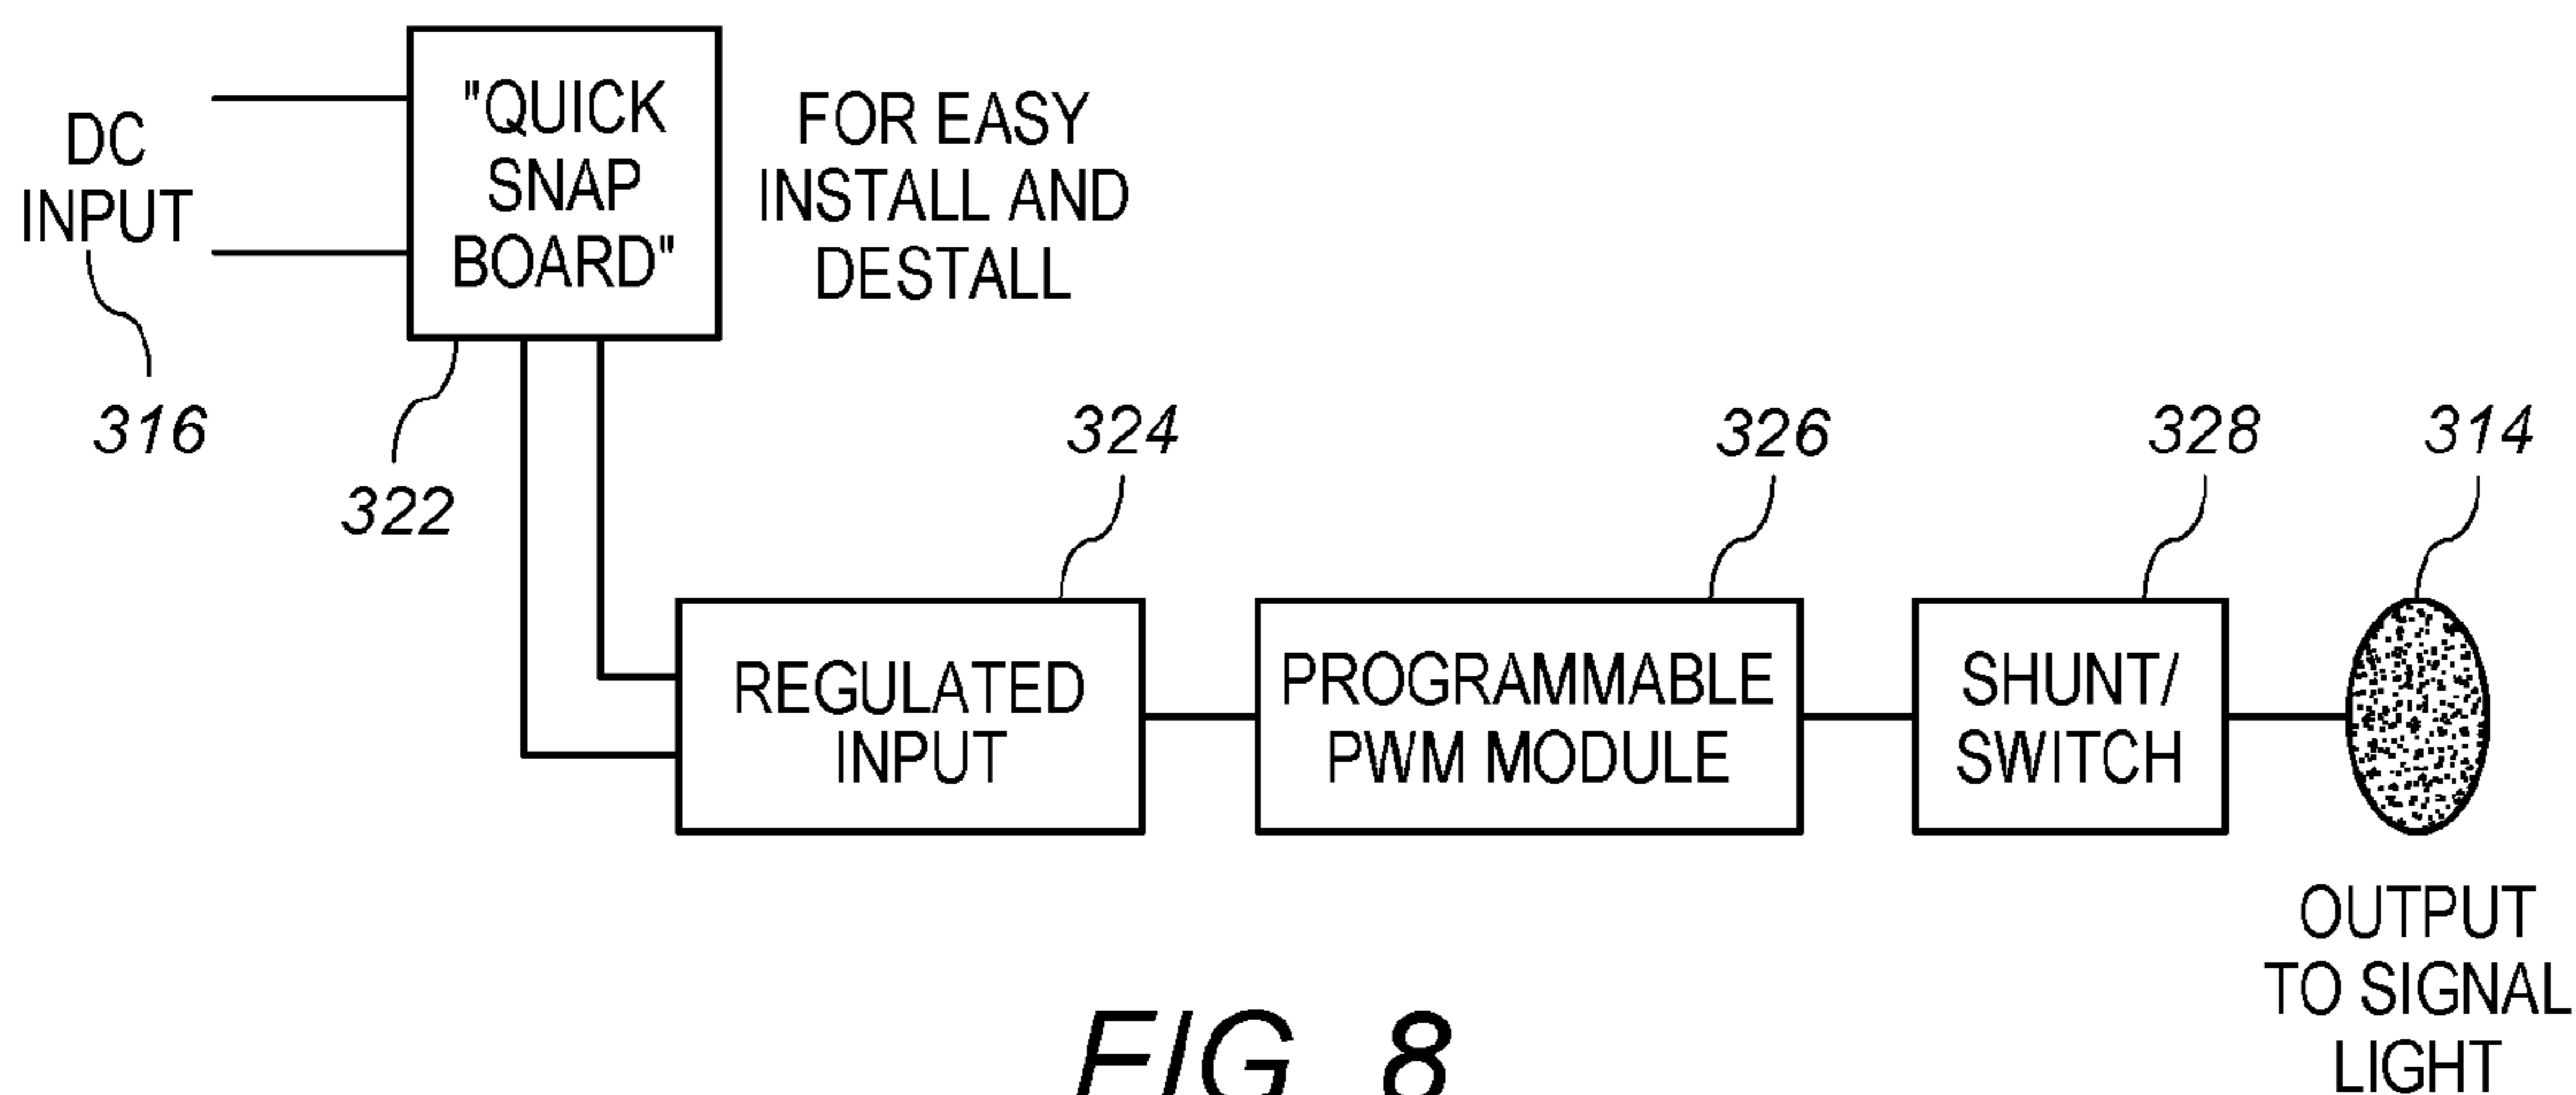 DC
INPUT
316
"QUICK
SNAP
BOARD"
322
FOR EASY
INSTALL AND
DESTALL
324
REGULATED
INPUT
326
PROGRAMMABLE
PWM MODULE
328
SHUNT/
SWITCH
314
OUTPUT
TO SIGNAL
LIGHT
FIG 8